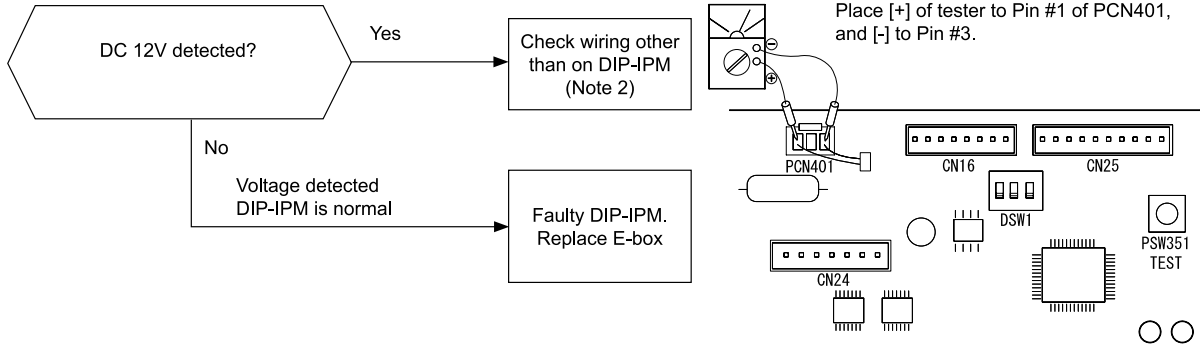 Place [+] of tester to Pin #1 of PCN401,
and [-] to Pin #3.
DC 12V detected?
Yes
Check wiring other
than on DIP-IPM
(Note 2)
No
Voltage detected
DIP-IPM is normal
Faulty DIP-IPM.
Replace E-box
PCN401
CN16
CN25
DSW1
PSW351
TEST
CN24